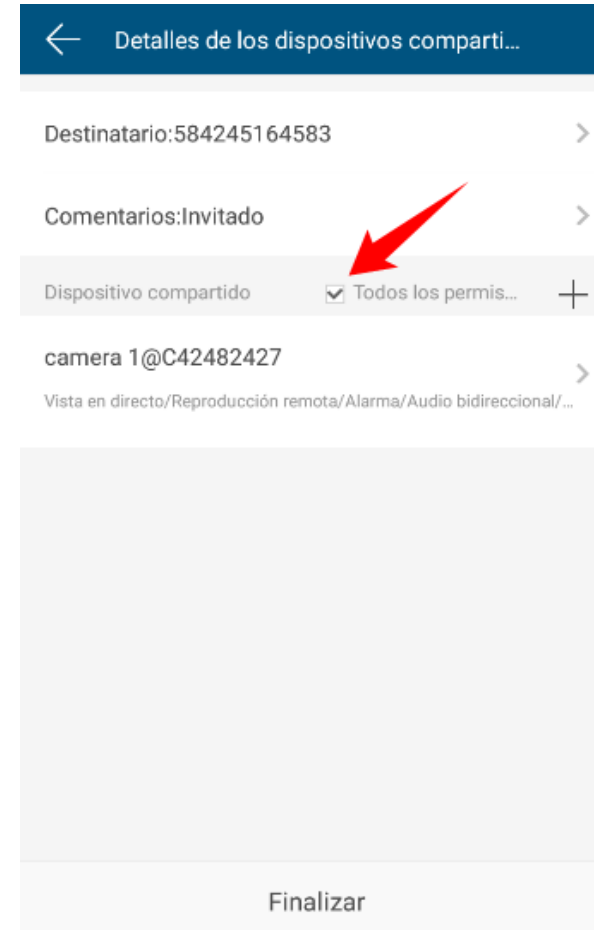 Detalles de los dispositivos comparti...
Destinatario:584245164583
Comentarios:Invitado
Dispositivo compartido Todos los permis...
camera 1@C42482427
Vista en directo/Reproducción remota/Alarma/Audio bidireccional/...
Finalizar